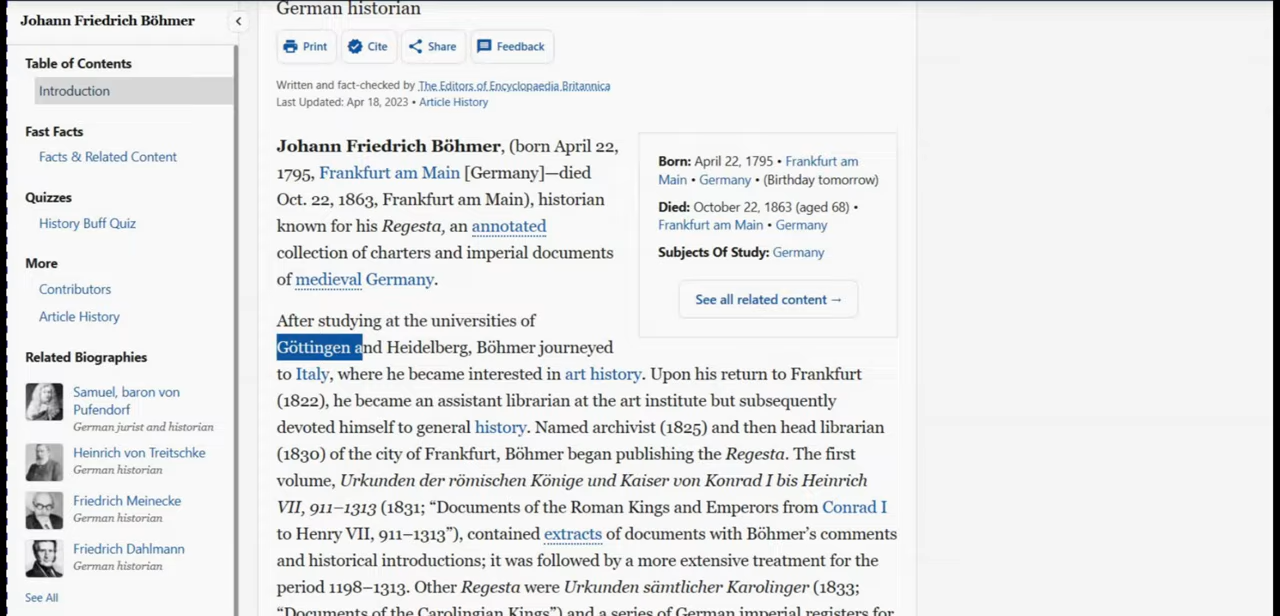 Johann Friedrich Böhmer
Table of Contents
Introduction
Fast Facts
Facts & Related Content
Quizzes
History Buff Quiz
More
Contributors
Article History
Related Biographies
Samuel, baron von
Pufendorf
German jurist and historian
Heinrich von Treitschke
German historian
Friedrich Meinecke
German historian
Friedrich Dahlmann
German historian
See All
German historian
Print Cite Share Feedback
Written and fact-checked by The Editors of Encyclopaedia Britannica
Last Updated: Apr 18, 2023 • Article History
Johann Friedrich Böhmer, (born April 22,
1795, Frankfurt am Main [Germany]—died
Oct. 22, 1863, Frankfurt am Main), historian
known for his Regesta, an annotated
collection of charters and imperial documents
of medieval Germany.
Born: April 22, 1795 • Frankfurt am
Main • Germany • (Birthday tomorrow)
Died: October 22, 1863 (aged 68) •
Frankfurt am Main • Germany
Subjects Of Study: Germany
See all related content →
After studying at the universities of
Göttingen and Heidelberg, Böhmer journeyed
to Italy, where he became interested in art history. Upon his return to Frankfurt
(1822), he became an assistant librarian at the art institute but subsequently
devoted himself to general history. Named archivist (1825) and then head librarian
(1830) of the city of Frankfurt, Böhmer began publishing the Regesta. The first
volume, Urkunden der römischen Könige und Kaiser von Konrad I bis Heinrich
VII, 911–1313 (1831; “Documents of the Roman Kings and Emperors from Conrad I
to Henry VII, 911–1313”), contained extracts of documents with Böhmer’s comments
and historical introductions; it was followed by a more extensive treatment for the
period 1198–1313. Other Regesta were Urkunden sämtlicher Karolinger (1833;
“Documents of the Carolingian Kings”) and a series of German imperial registers for